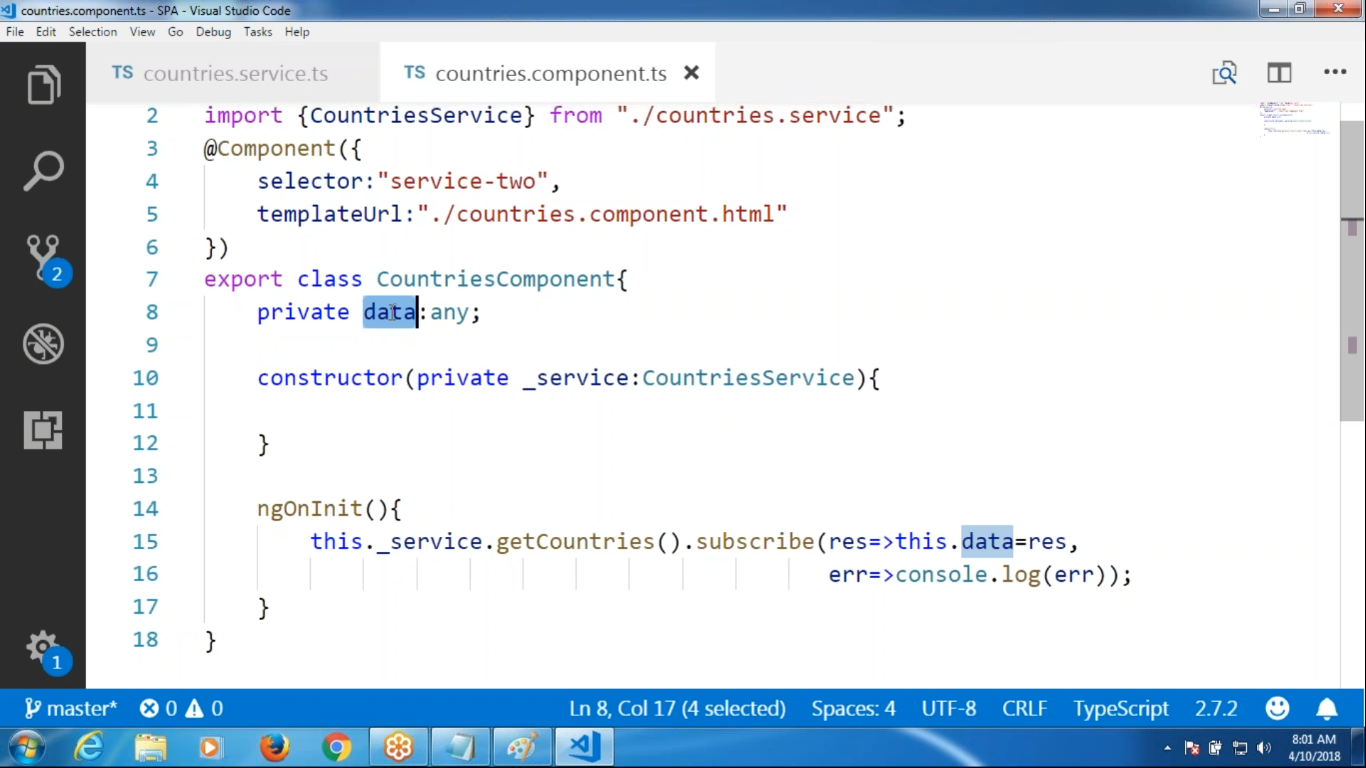 countries.component.ts - SPA - Visual Studio Code
File Edit Selection View Go Debug Tasks Help
TS countries.service.ts TS countries.component.ts
2 import {CountriesService} from "./countries.service";
3 @Component({
4 selector:"service-two",
5 templateUrl:"./countries.component.html"
6 })
7 export class CountriesComponent{
8 private data:any;
9
10 constructor(private _service:CountriesService){
11
12 }
13
14 ngOnInit(){
15 this._service.getCountries().subscribe(res=>this.data=res,
16 err=>console.log(err));
17 }
18 }
2
1
master* 0 0 Ln 8, Col 17 (4 selected) Spaces: 4 UTF-8 CRLF TypeScript 2.7.2
8:01 AM
4/10/2018